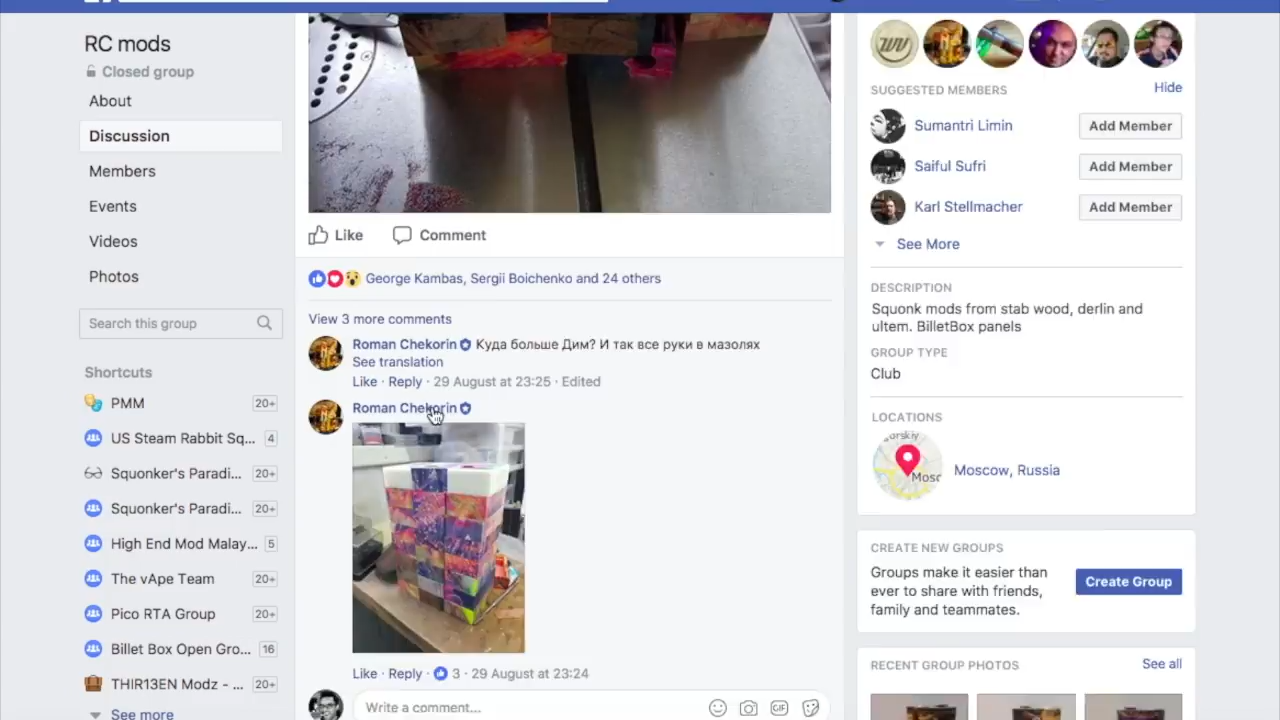 RC mods
Closed group
About
Discussion
Members
Events
Videos
Photos
Search this group
Shortcuts
PMM 20+
US Steam Rabbit Sq... 4
Squonker's Paradi... 20+
Squonker's Paradi... 20+
High End Mod Malay... 5
The vApe Team 20+
Pico RTA Group 20+
Billet Box Open Gro... 16
THIR13EN Modz - ... 20+
See more
Like Comment
George Kambas, Sergii Boichenko and 24 others
View 3 more comments
Roman Chekorin Куда больше Дим? И так все руки в мазолях
See translation
Like · Reply · 29 August at 23:25 · Edited
Roman Chekorin
Like · Reply · 3 · 29 August at 23:24
Write a comment...
GIF
SUGGESTED MEMBERS Hide
Sumantri Limin Add Member
Saiful Sufri Add Member
Karl Stellmacher Add Member
See More
DESCRIPTION
Squonk mods from stab wood, derlin and
ultem. BilletBox panels
GROUP TYPE
Club
LOCATIONS
Moscow, Russia
CREATE NEW GROUPS
Groups make it easier than
ever to share with friends,
family and teammates.
Create Group
RECENT GROUP PHOTOS See all